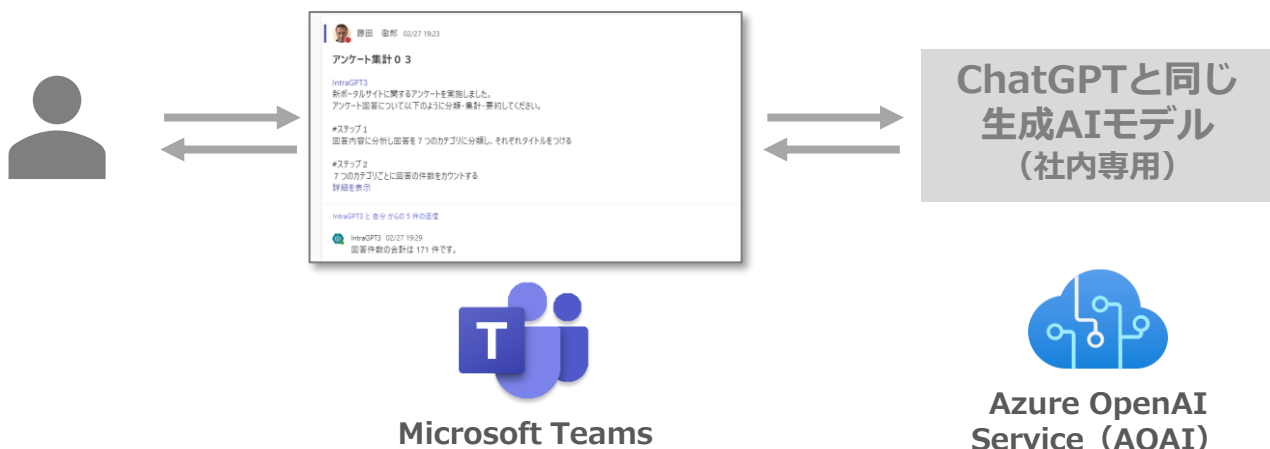 藤田 徹郎 02/27 19:23
アンケート集計03
IntraGPT3
新ポータルサイトに関するアンケートを実施しました。
アンケート回答について以下のように分類・集計・要約してください。
#ステップ1
回答内容に分析し回答を7つのカテゴリに分類し、それぞれタイトルをつける
#ステップ2
7つのカテゴリごとに回答の件数をカウントする
詳細を表示
IntraGPT3 と 自分 からの 5 件の返信
IntraGPT3 02/27 19:29
回答件数の合計は 171 件です。
ChatGPTと同じ
生成AIモデル
（社内専用）
T
Microsoft Teams
Azure OpenAI
Service（AOAI）